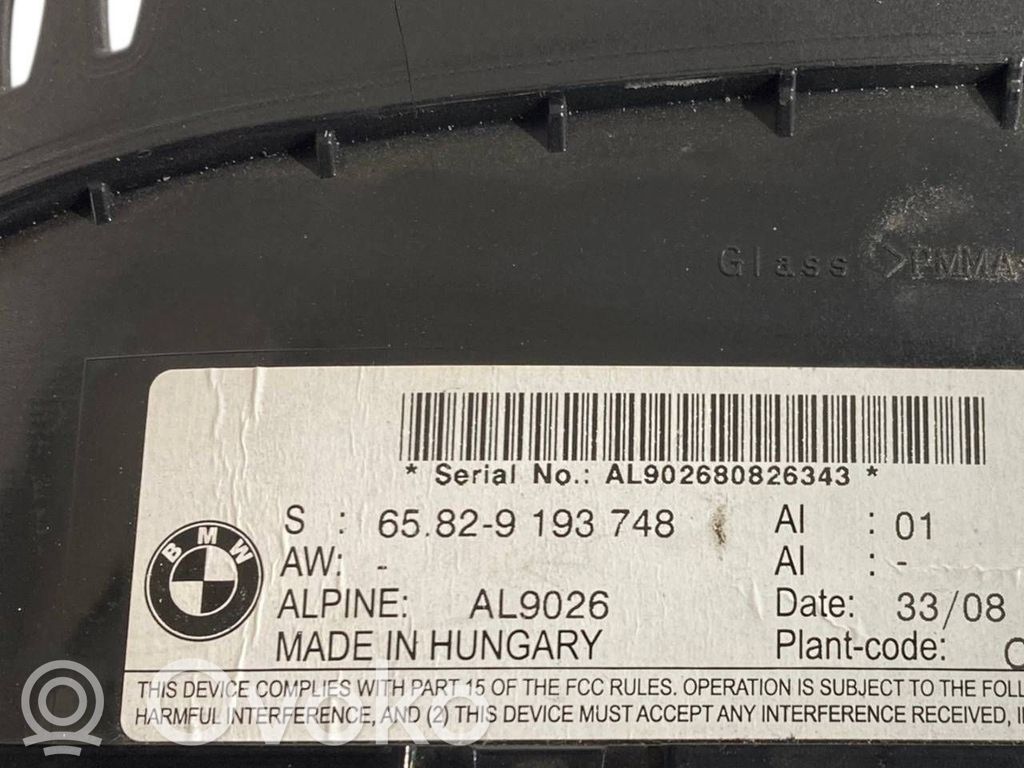 Glass >PMMA
* Serial No.: AL902680826343 *
S : 65.82-9 193 748 AI : 01
AW: - AI : -
ALPINE: AL9026 Date: 33/08
MADE IN HUNGARY Plant-code:
BMW
THIS DEVICE COMPLIES WITH PART 15 OF THE FCC RULES. OPERATION IS SUBJECT TO THE
HARMFUL INTERFERENCE, AND (2) THIS DEVICE MUST ACCEPT ANY INTERFERENCE RECEIVED,
Ovoko